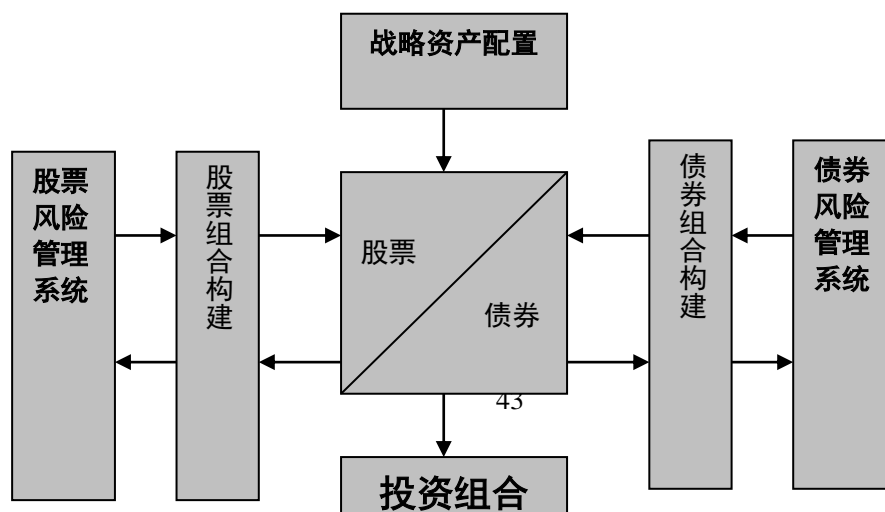 战略资产配置
股票
风险
管理
系统
股票组合构建
股票
债券
债券组合构建
债券
风险
管理
系统
43
投资组合